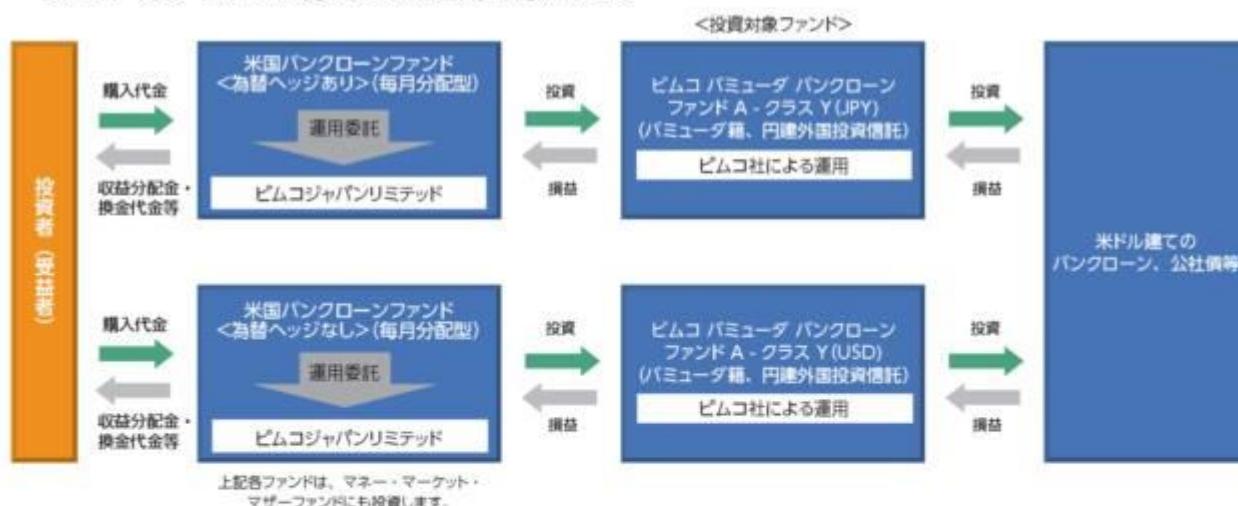 <投資対象ファンド>
投資者（受益者）
購入代金
収益分配金・
換金代金等
米国バンクローンファンド
<為替ヘッジあり>(毎月分配型)
運用委託
ピムコジャパンリミテッド
投資
損益
ピムコ バミューダ バンクローン
ファンド A - クラス Y(JPY)
(バミューダ籍、円建外国投資信託)
ピムコ社による運用
投資
損益
米ドル建ての
バンクローン、公社債等
購入代金
収益分配金・
換金代金等
米国バンクローンファンド
<為替ヘッジなし>(毎月分配型)
運用委託
ピムコジャパンリミテッド
投資
損益
ピムコ バミューダ バンクローン
ファンド A - クラス Y(USD)
(バミューダ籍、円建外国投資信託)
ピムコ社による運用
投資
損益
上記各ファンドは、マネー・マーケット・
マザーファンドにも投資します。